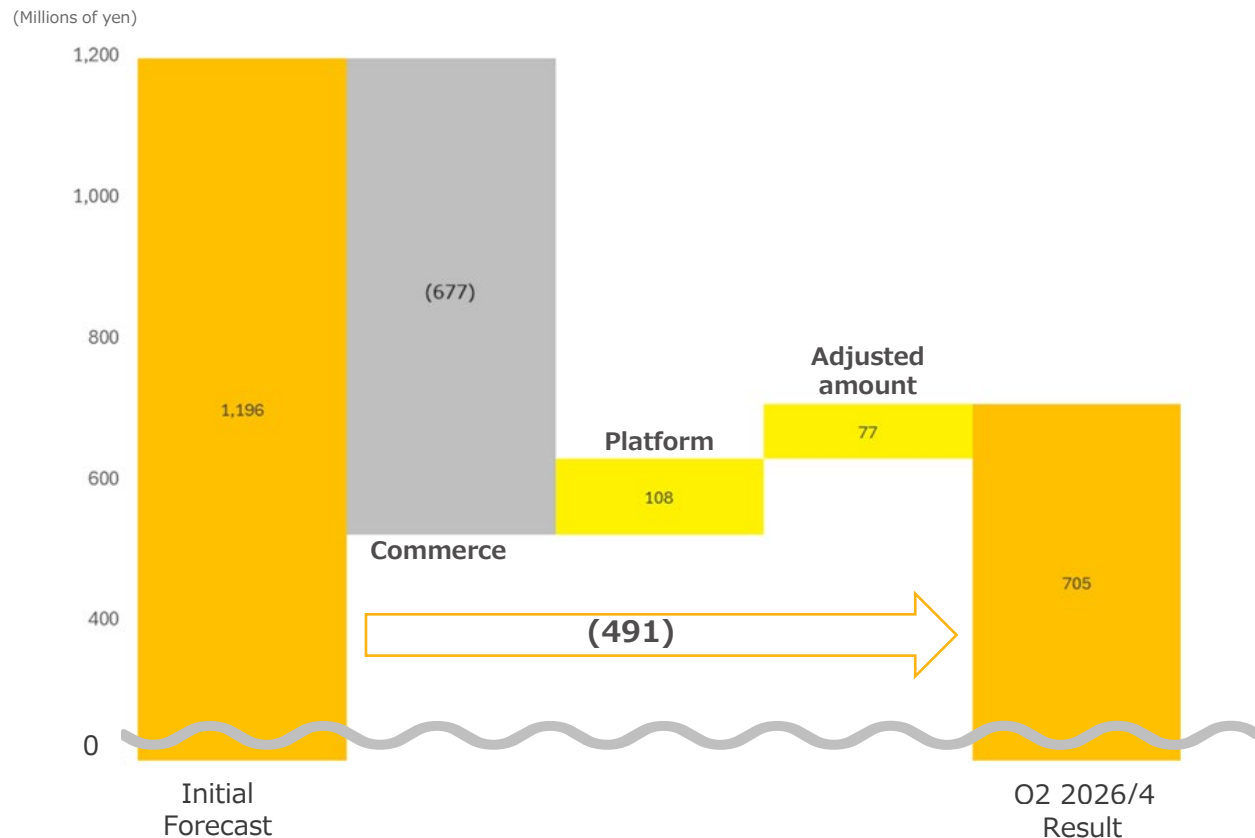 (Millions of yen)
1,200
1,000
800
600
400
0
1,196
(677)
Commerce
Platform
108
Adjusted
amount
77
705
(491)
Initial
Forecast
O2 2026/4
Result